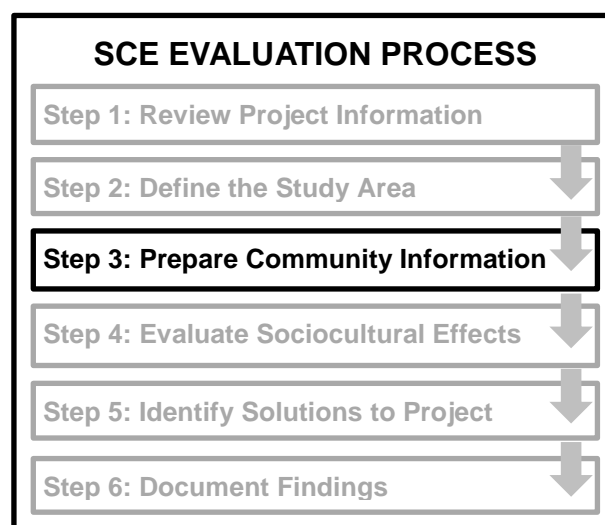 SCE EVALUATION PROCESS
Step 1: Review Project Information
Step 2: Define the Study Area
Step 3: Prepare Community Information
Step 4: Evaluate Sociocultural Effects
Step 5: Identify Solutions to Project
Step 6: Document Findings